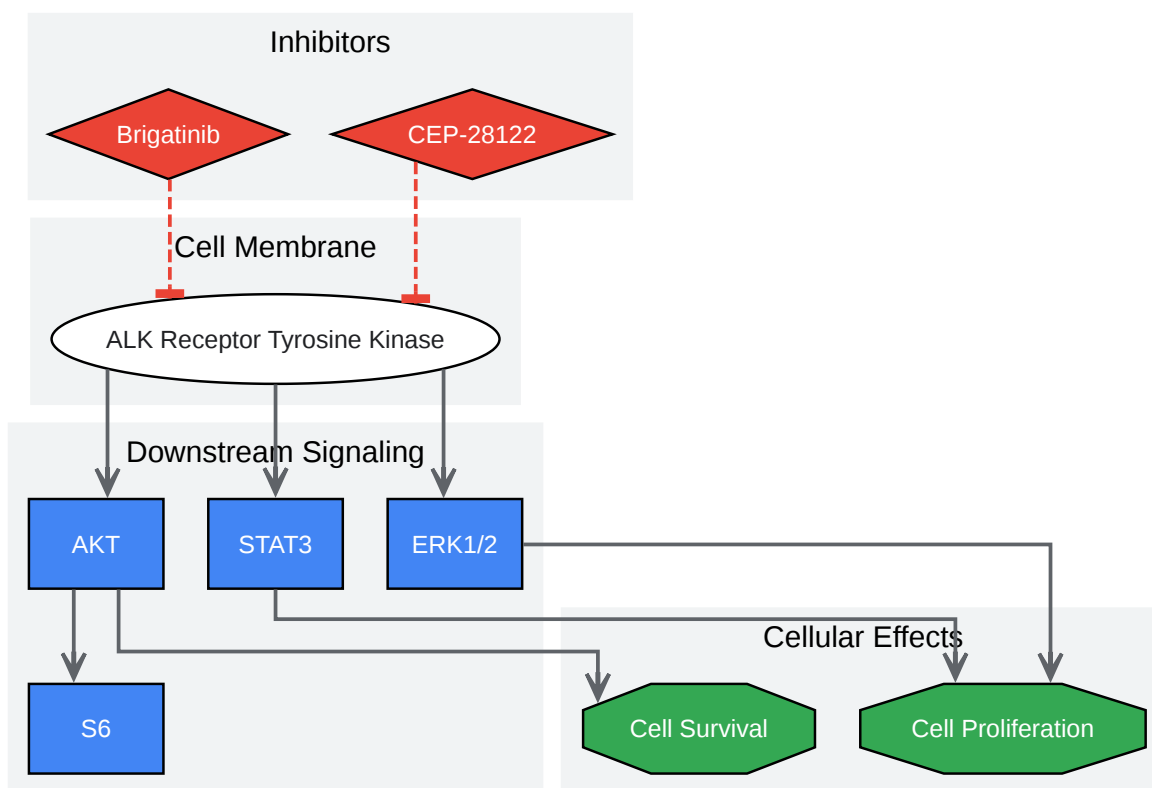 Inhibitors
Brigatinib
CEP-28122
Cell Membrane
ALK Receptor Tyrosine Kinase
Downstream Signaling
AKT
STAT3
ERK1/2
Cellular Effects
S6
Cell Survival
Cell Proliferation